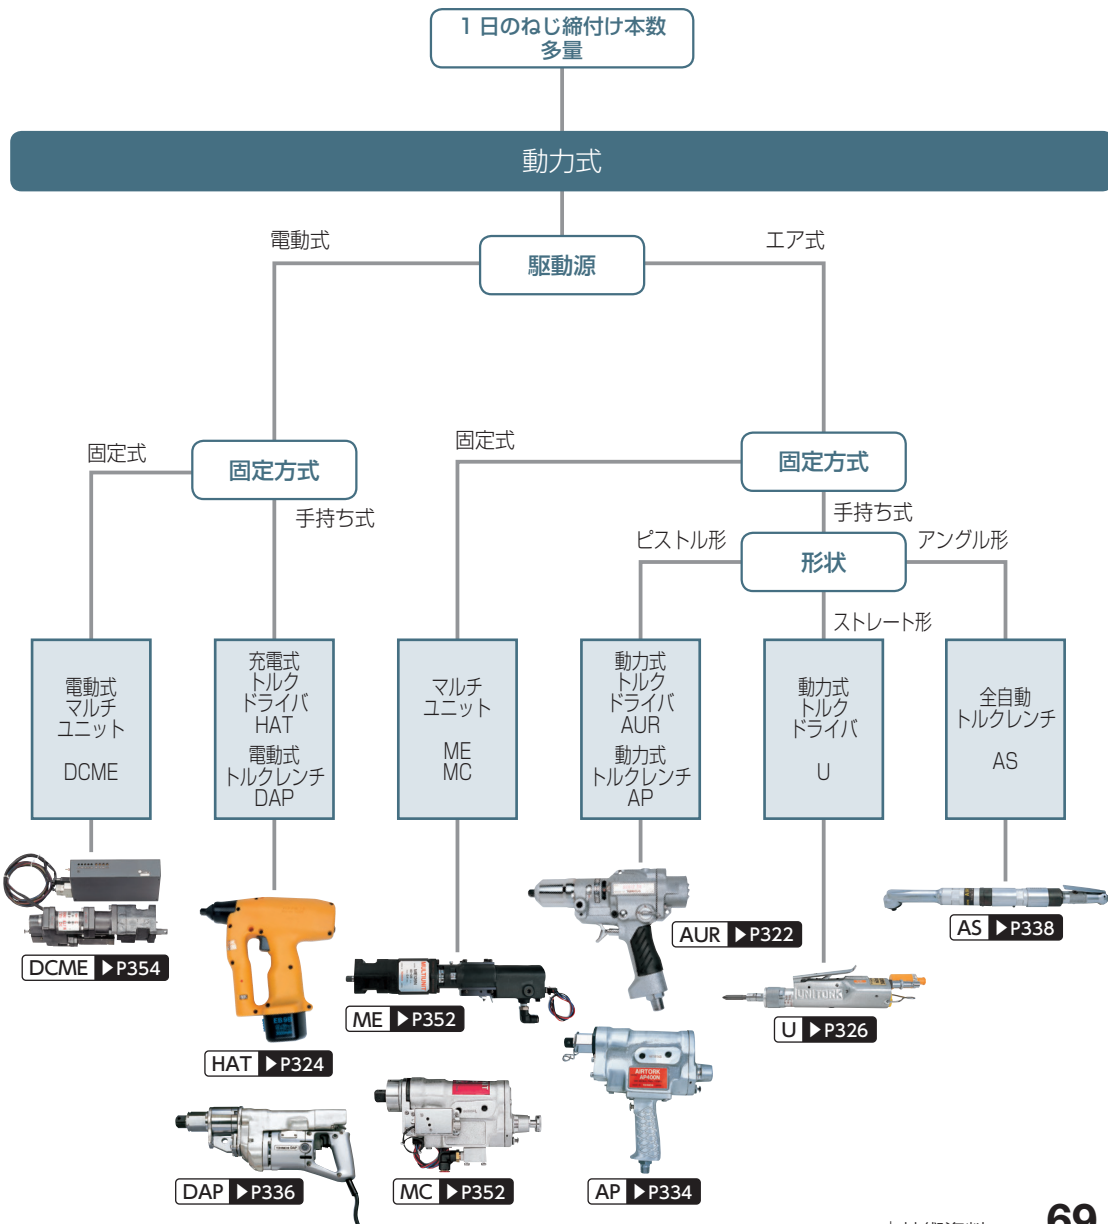 1日のねじ締付け本数
多量
動力式
電動式
駆動源
エア式
固定式
固定方式
手持ち式
固定式
固定方式
手持ち式
ピストル形
形状
アングル形
ストレート形
電動式
マルチ
ユニット
DCME
充電式
トルク
ドライバ
HAT
電動式
トルクレンチ
DAP
マルチ
ユニット
ME
MC
動力式
トルク
ドライバ
AUR
動力式
トルクレンチ
AP
動力式
トルク
ドライバ
U
全自動
トルクレンチ
AS
DCME ▶P354
HAT ▶P324
DAP ▶P336
MULTIUNIT
ME ▶P352
MC ▶P352
AUR ▶P322
AIRTORK
AP400N
AP ▶P334
UNITORK
U ▶P326
AS ▶P338
69